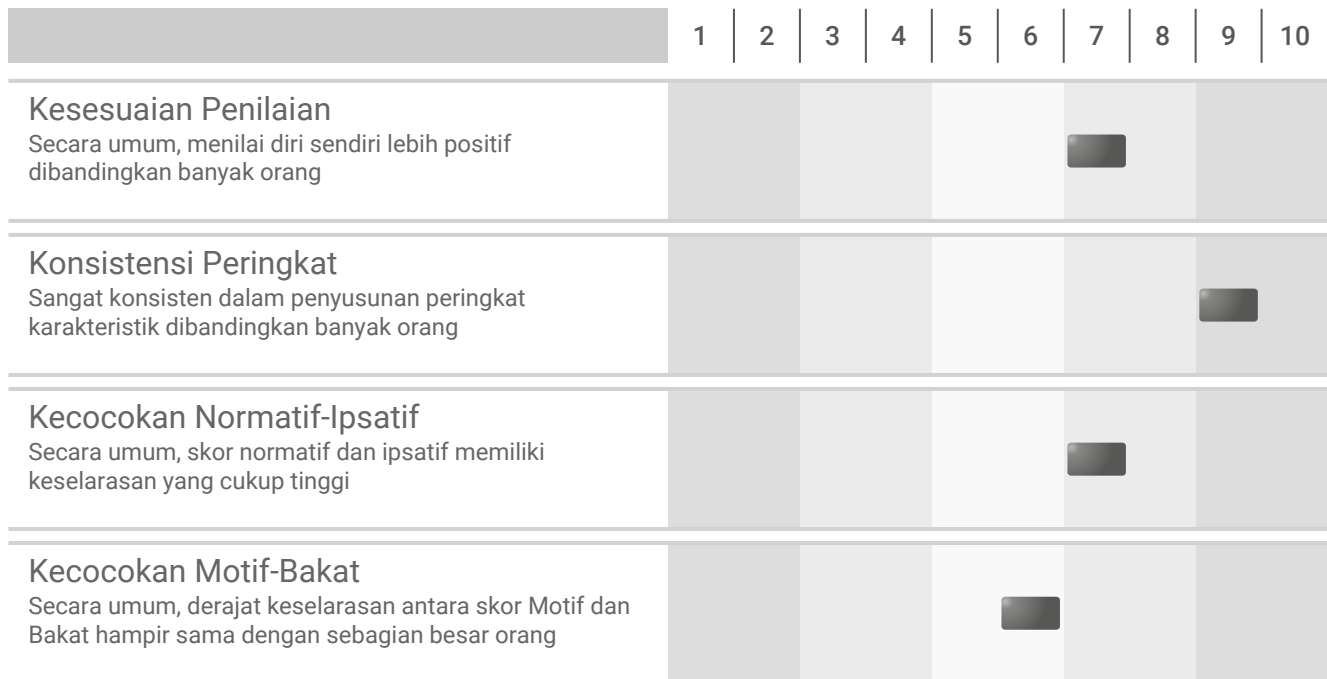 1 2 3 4 5 6 7 8 9 10
Kesesuaian Penilaian
Secara umum, menilai diri sendiri lebih positif
dibandingkan banyak orang
Konsistensi Peringkat
Sangat konsisten dalam penyusunan peringkat
karakteristik dibandingkan banyak orang
Kecocokan Normatif-Ipsatif
Secara umum, skor normatif dan ipsatif memiliki
keselarasan yang cukup tinggi
Kecocokan Motif-Bakat
Secara umum, derajat keselarasan antara skor Motif dan
Bakat hampir sama dengan sebagian besar orang